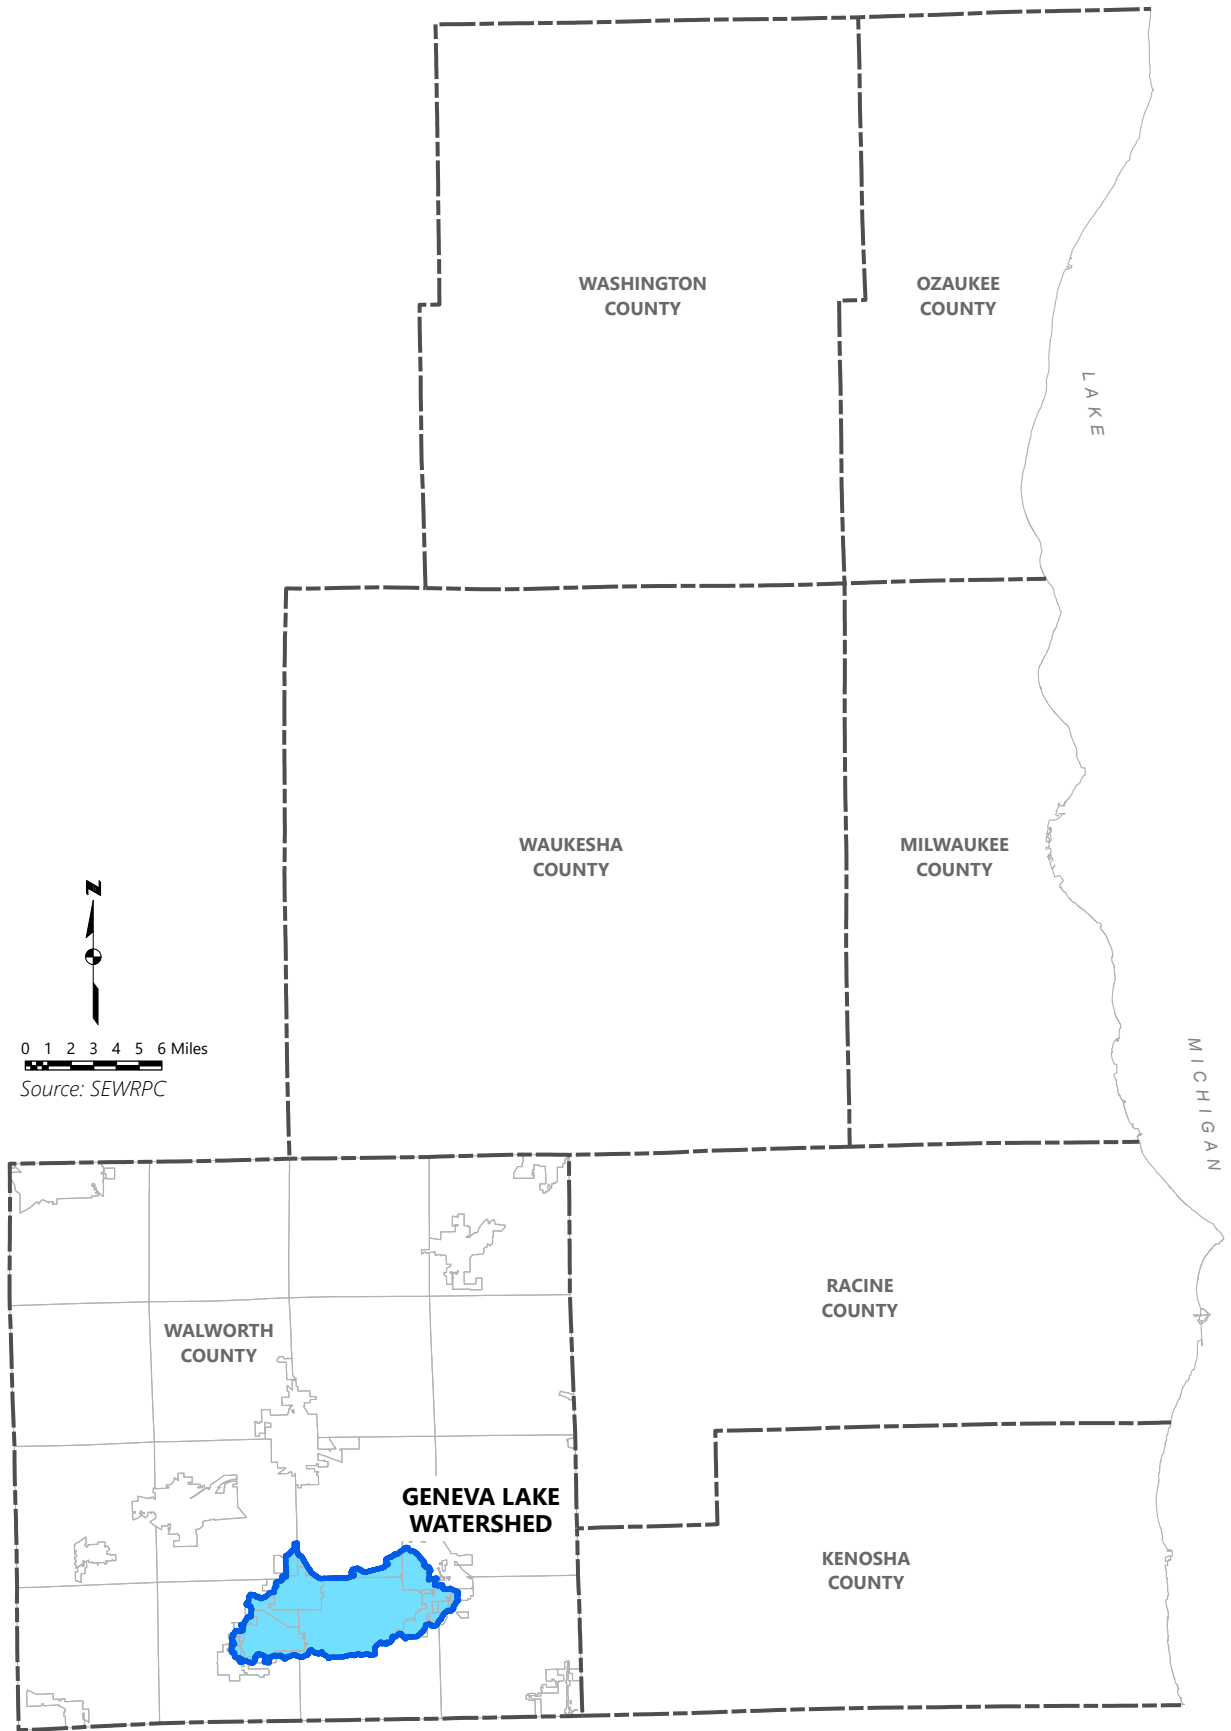 WASHINGTON
COUNTY
OZAUKEE
COUNTY
LAKE
WAUKESHA
COUNTY
MILWAUKEE
COUNTY
N
0 1 2 3 4 5 6 Miles
Source: SEWRPC
MICHIGAN
RACINE
COUNTY
WALWORTH
COUNTY
GENEVA LAKE
WATERSHED
KENOSHA
COUNTY